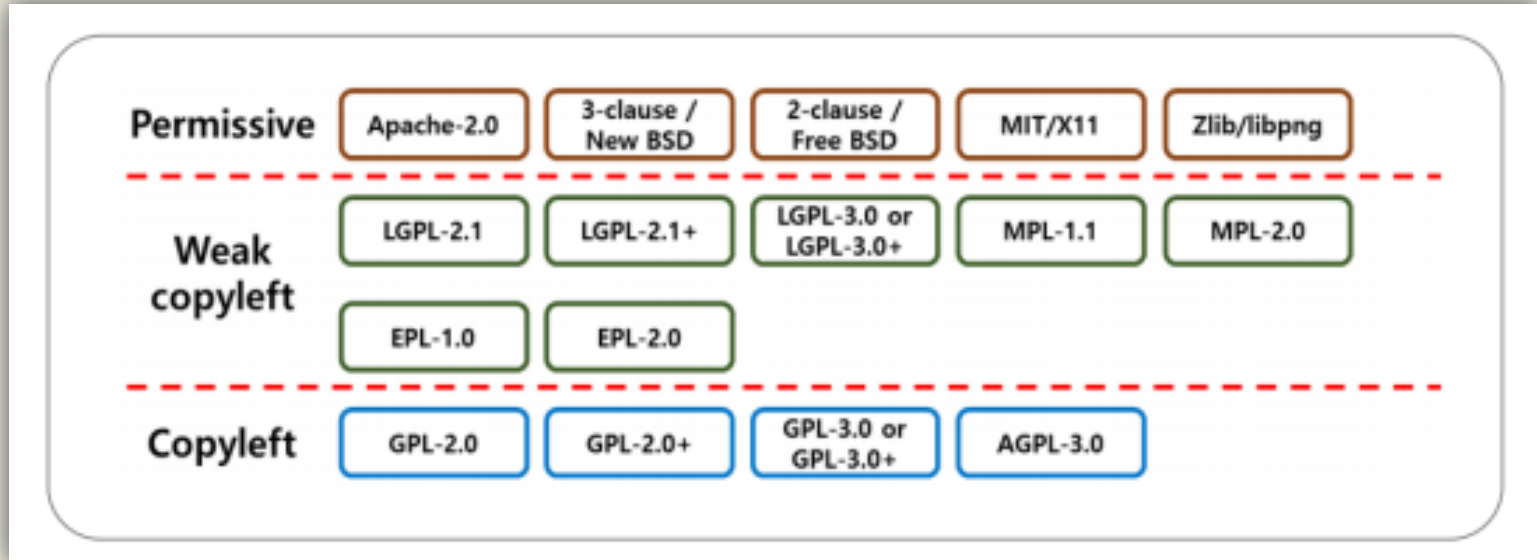 Permissive
Apache-2.0
3-clause /
New BSD
2-clause /
Free BSD
MIT/X11
Zlib/libpng
Weak
copyleft
LGPL-2.1
LGPL-2.1+
LGPL-3.0 or
LGPL-3.0+
MPL-1.1
MPL-2.0
EPL-1.0
EPL-2.0
Copyleft
GPL-2.0
GPL-2.0+
GPL-3.0 or
GPL-3.0+
AGPL-3.0